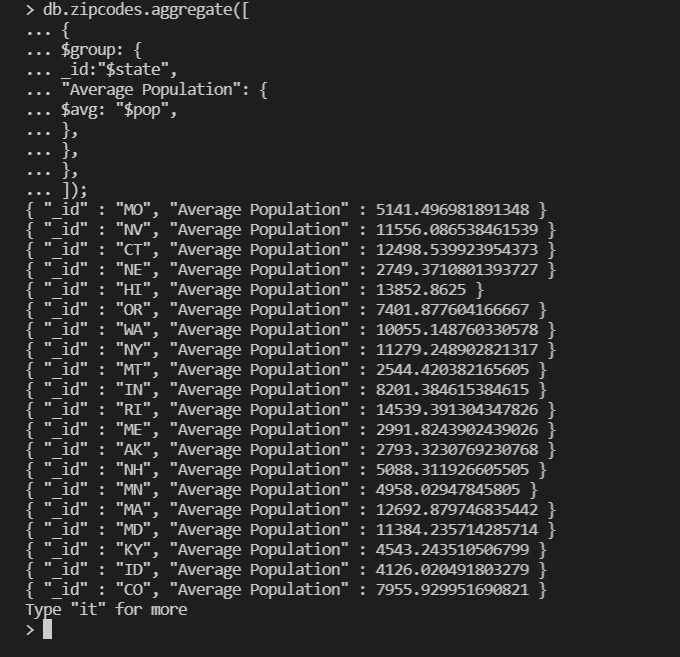 > db.zipcodes.aggregate([
... {
... $group: {
... _id:"$state",
... "Average Population": {
... $avg: "$pop",
... },
... },
... },
... ]);
{ "_id" : "MO", "Average Population" : 5141.496981891348 }
{ "_id" : "NV", "Average Population" : 11556.086538461539 }
{ "_id" : "CT", "Average Population" : 12498.539923954373 }
{ "_id" : "NE", "Average Population" : 2749.3710801393727 }
{ "_id" : "HI", "Average Population" : 13852.8625 }
{ "_id" : "OR", "Average Population" : 7401.877604166667 }
{ "_id" : "WA", "Average Population" : 10055.148760330578 }
{ "_id" : "NY", "Average Population" : 11279.248902821317 }
{ "_id" : "MT", "Average Population" : 2544.420382165605 }
{ "_id" : "IN", "Average Population" : 8201.384615384615 }
{ "_id" : "RI", "Average Population" : 14539.391304347826 }
{ "_id" : "ME", "Average Population" : 2991.8243902439026 }
{ "_id" : "AK", "Average Population" : 2793.3230769230768 }
{ "_id" : "NH", "Average Population" : 5088.311926605505 }
{ "_id" : "MN", "Average Population" : 4958.02947845805 }
{ "_id" : "MA", "Average Population" : 12692.879746835442 }
{ "_id" : "MD", "Average Population" : 11384.235714285714 }
{ "_id" : "KY", "Average Population" : 4543.243510506799 }
{ "_id" : "ID", "Average Population" : 4126.020491803279 }
{ "_id" : "CO", "Average Population" : 7955.929951690821 }
Type "it" for more
>